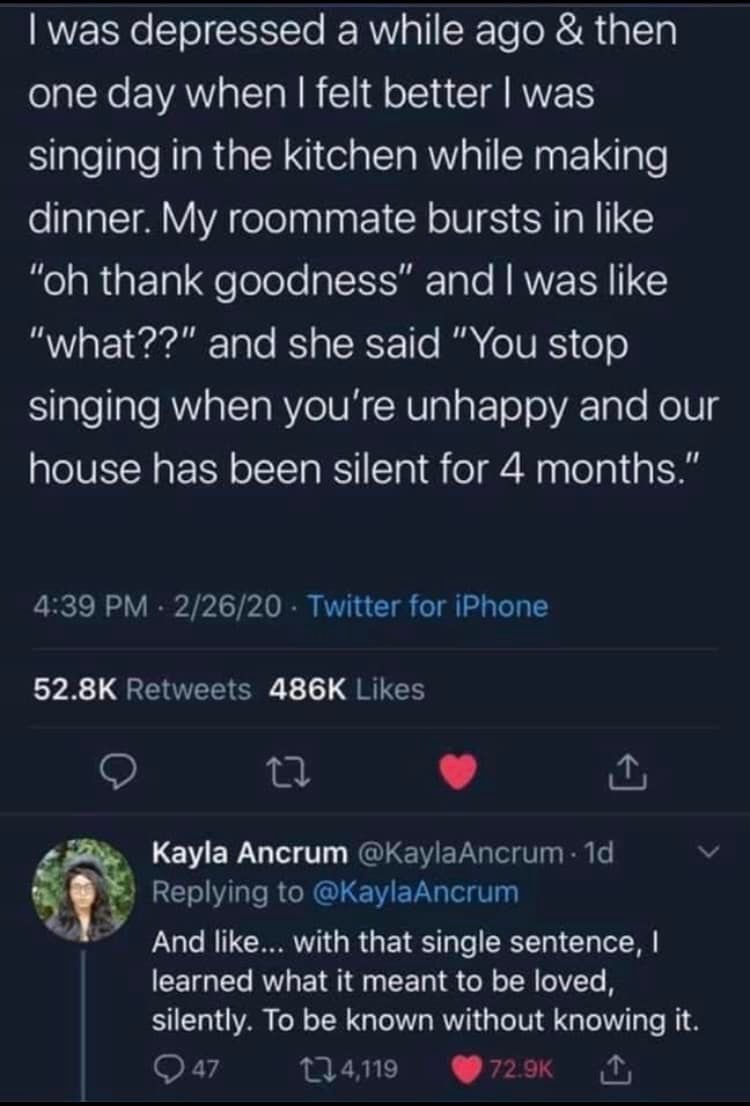 I was depressed a while ago & then
one day when I felt better I was
singing in the kitchen while making
dinner. My roommate bursts in like
"oh thank goodness" and I was like
"what??" and she said "You stop
singing when you're unhappy and our
house has been silent for 4 months."
4:39 PM · 2/26/20 · Twitter for iPhone
52.8K Retweets 486K Likes
Kayla Ancrum @KaylaAncrum · 1d
Replying to @KaylaAncrum
And like... with that single sentence, I
learned what it meant to be loved,
silently. To be known without knowing it.
47 4,119 72.9K